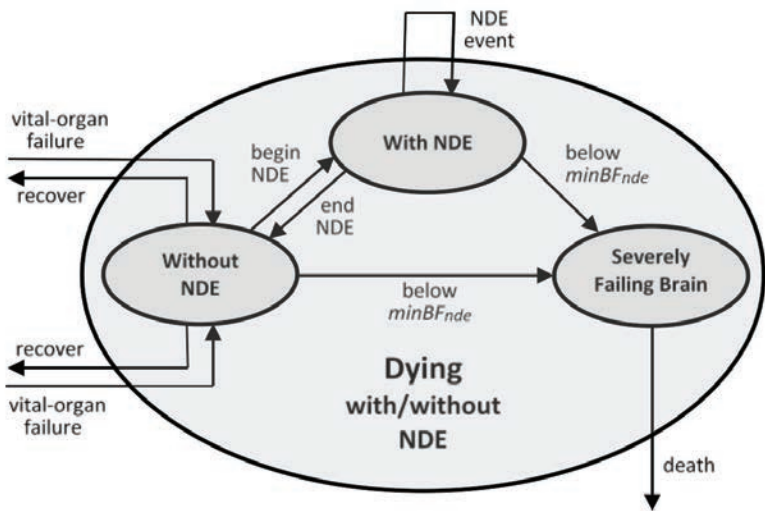 NDE
event
vital-organ
failure
recover
begin
NDE
With NDE
below
minBFnde
end
NDE
Without
NDE
Severely
Failing Brain
below
minBFnde
recover
vital-organ
failure
Dying
with/without
NDE
death